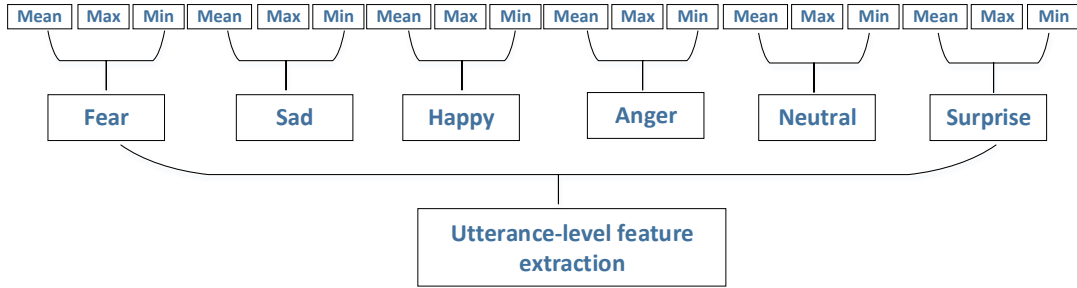 Mean Max Min Mean Max Min Mean Max Min Mean Max Min Mean Max Min Mean Max Min
Fear Sad Happy Anger Neutral Surprise
Utterance-level feature
extraction